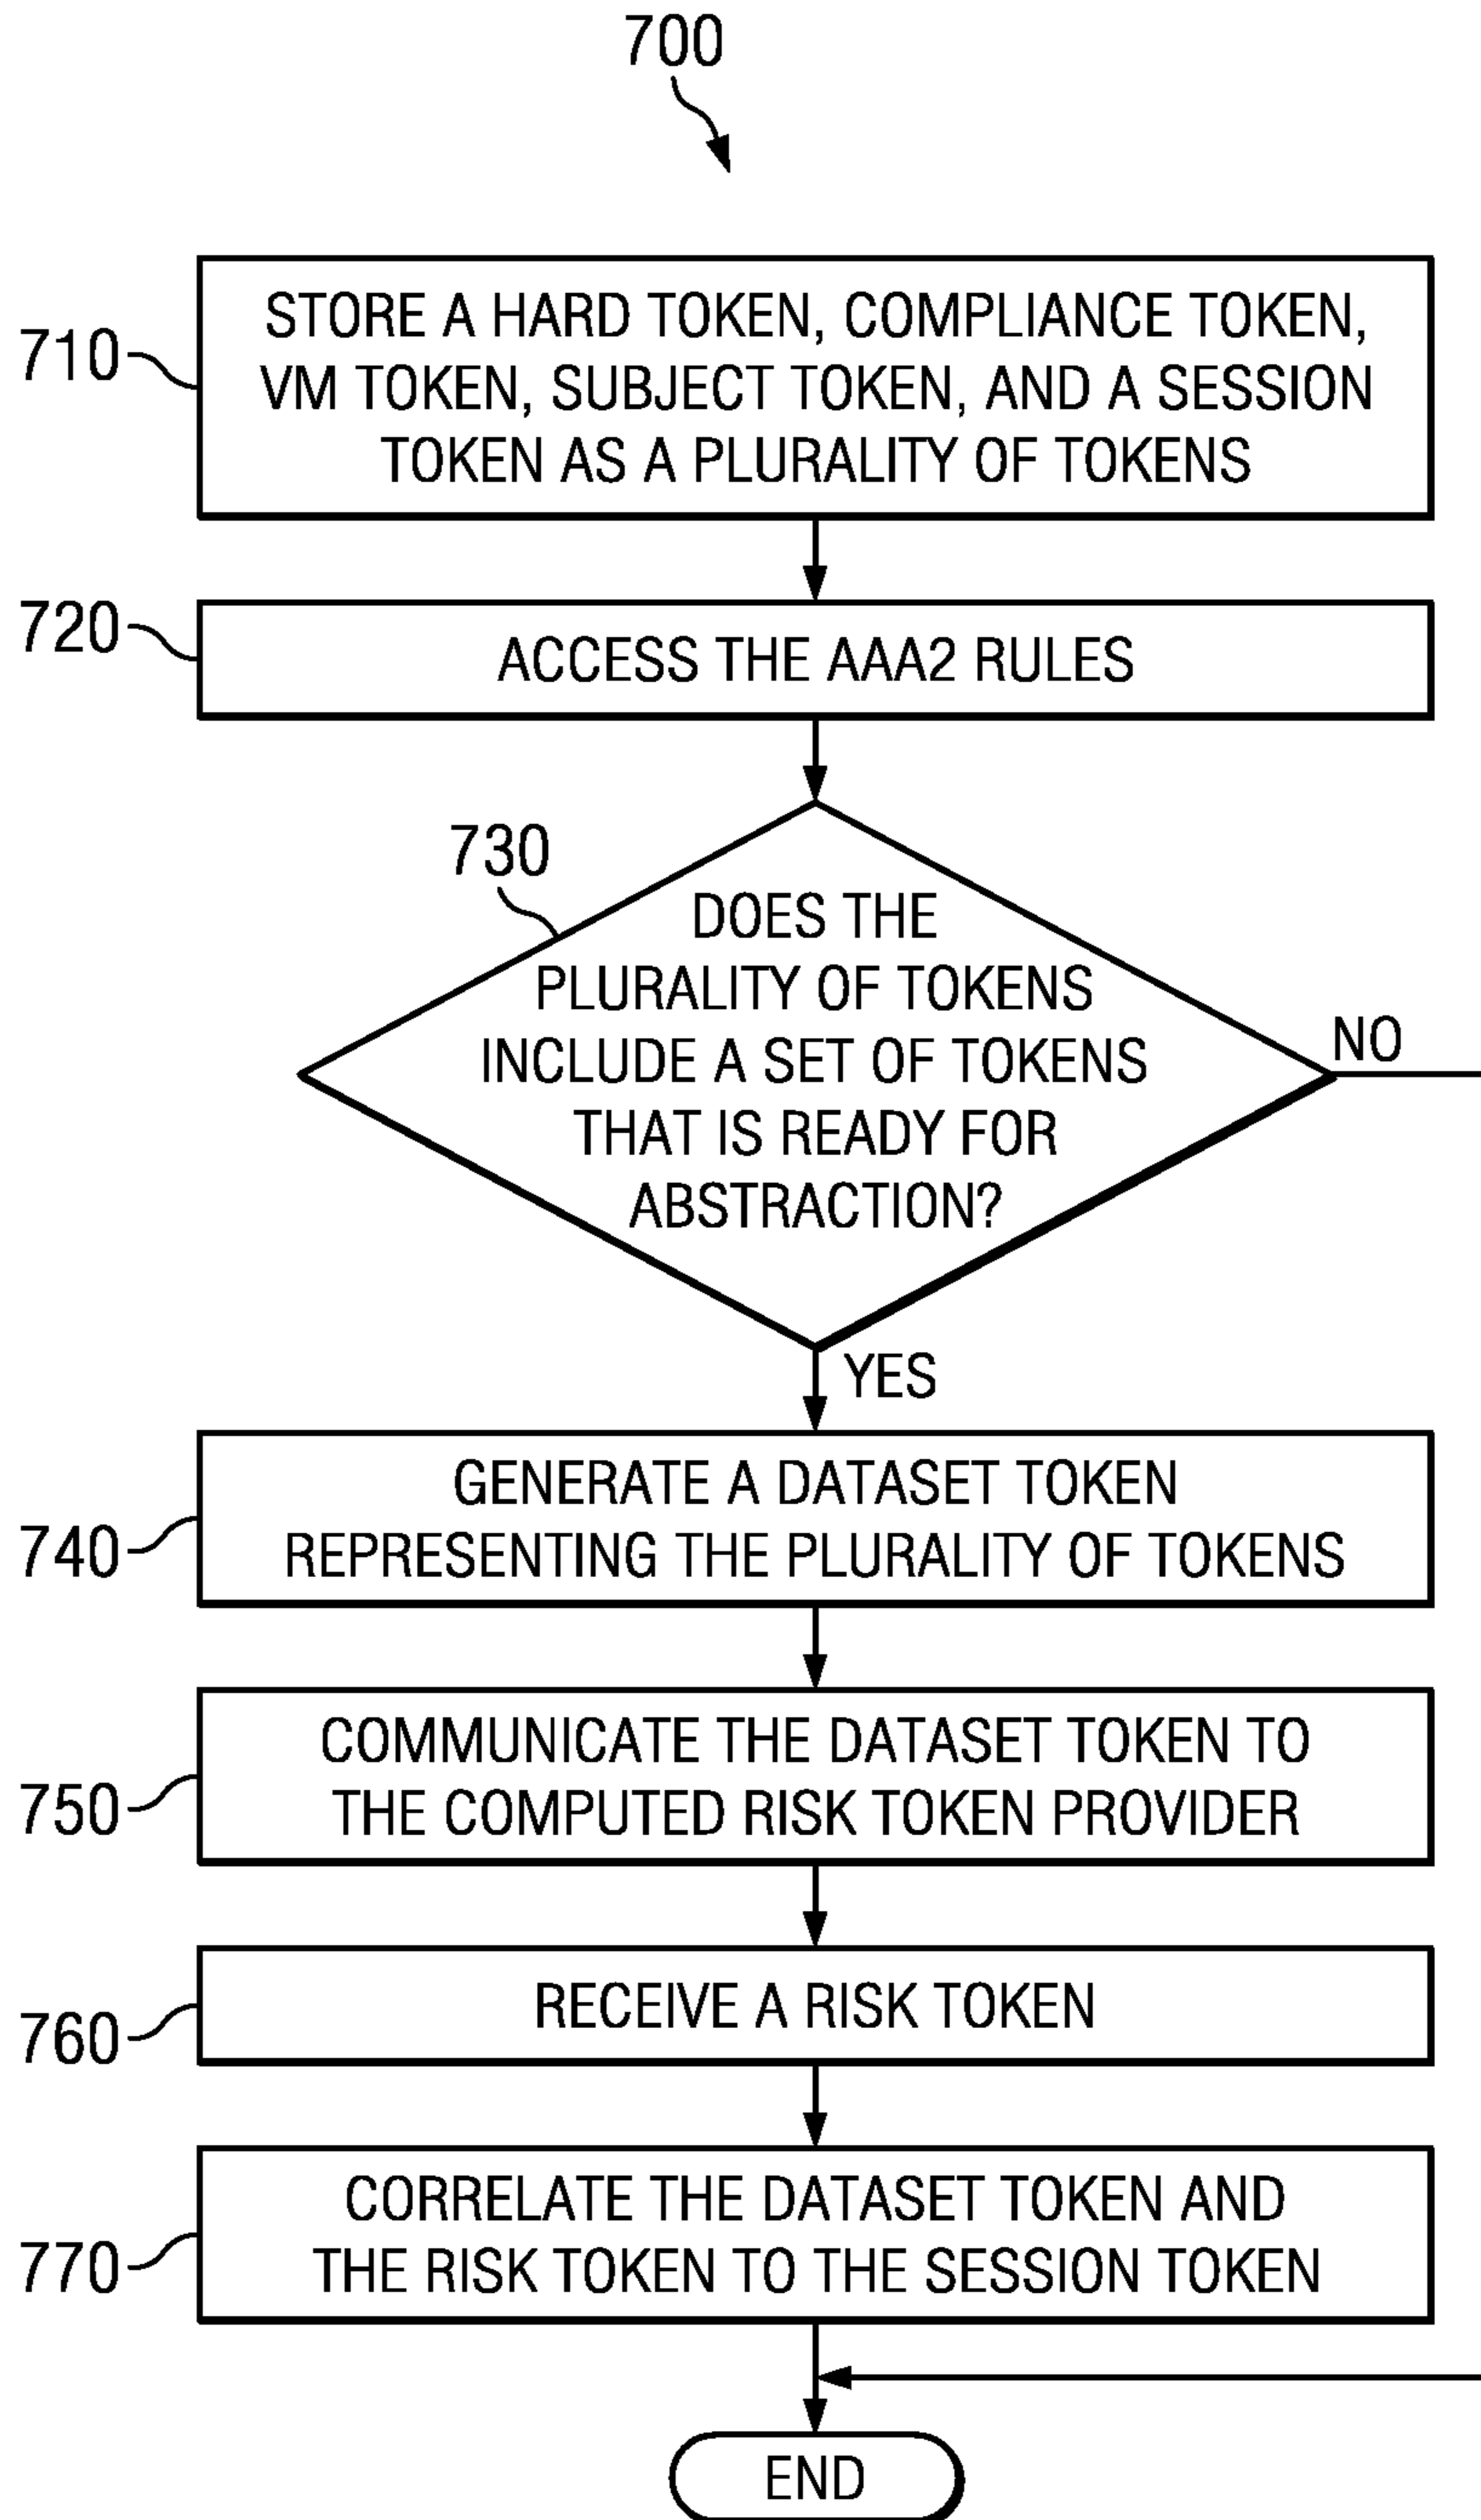 700
710
STORE A HARD TOKEN, COMPLIANCE TOKEN,
VM TOKEN, SUBJECT TOKEN, AND A SESSION
TOKEN AS A PLURALITY OF TOKENS
720
ACCESS THE AAA2 RULES
730
DOES THE
PLURALITY OF TOKENS
INCLUDE A SET OF TOKENS
THAT IS READY FOR
ABSTRACTION?
NO
YES
740
GENERATE A DATASET TOKEN
REPRESENTING THE PLURALITY OF TOKENS
750
COMMUNICATE THE DATASET TOKEN TO
THE COMPUTED RISK TOKEN PROVIDER
760
RECEIVE A RISK TOKEN
770
CORRELATE THE DATASET TOKEN AND
THE RISK TOKEN TO THE SESSION TOKEN
END